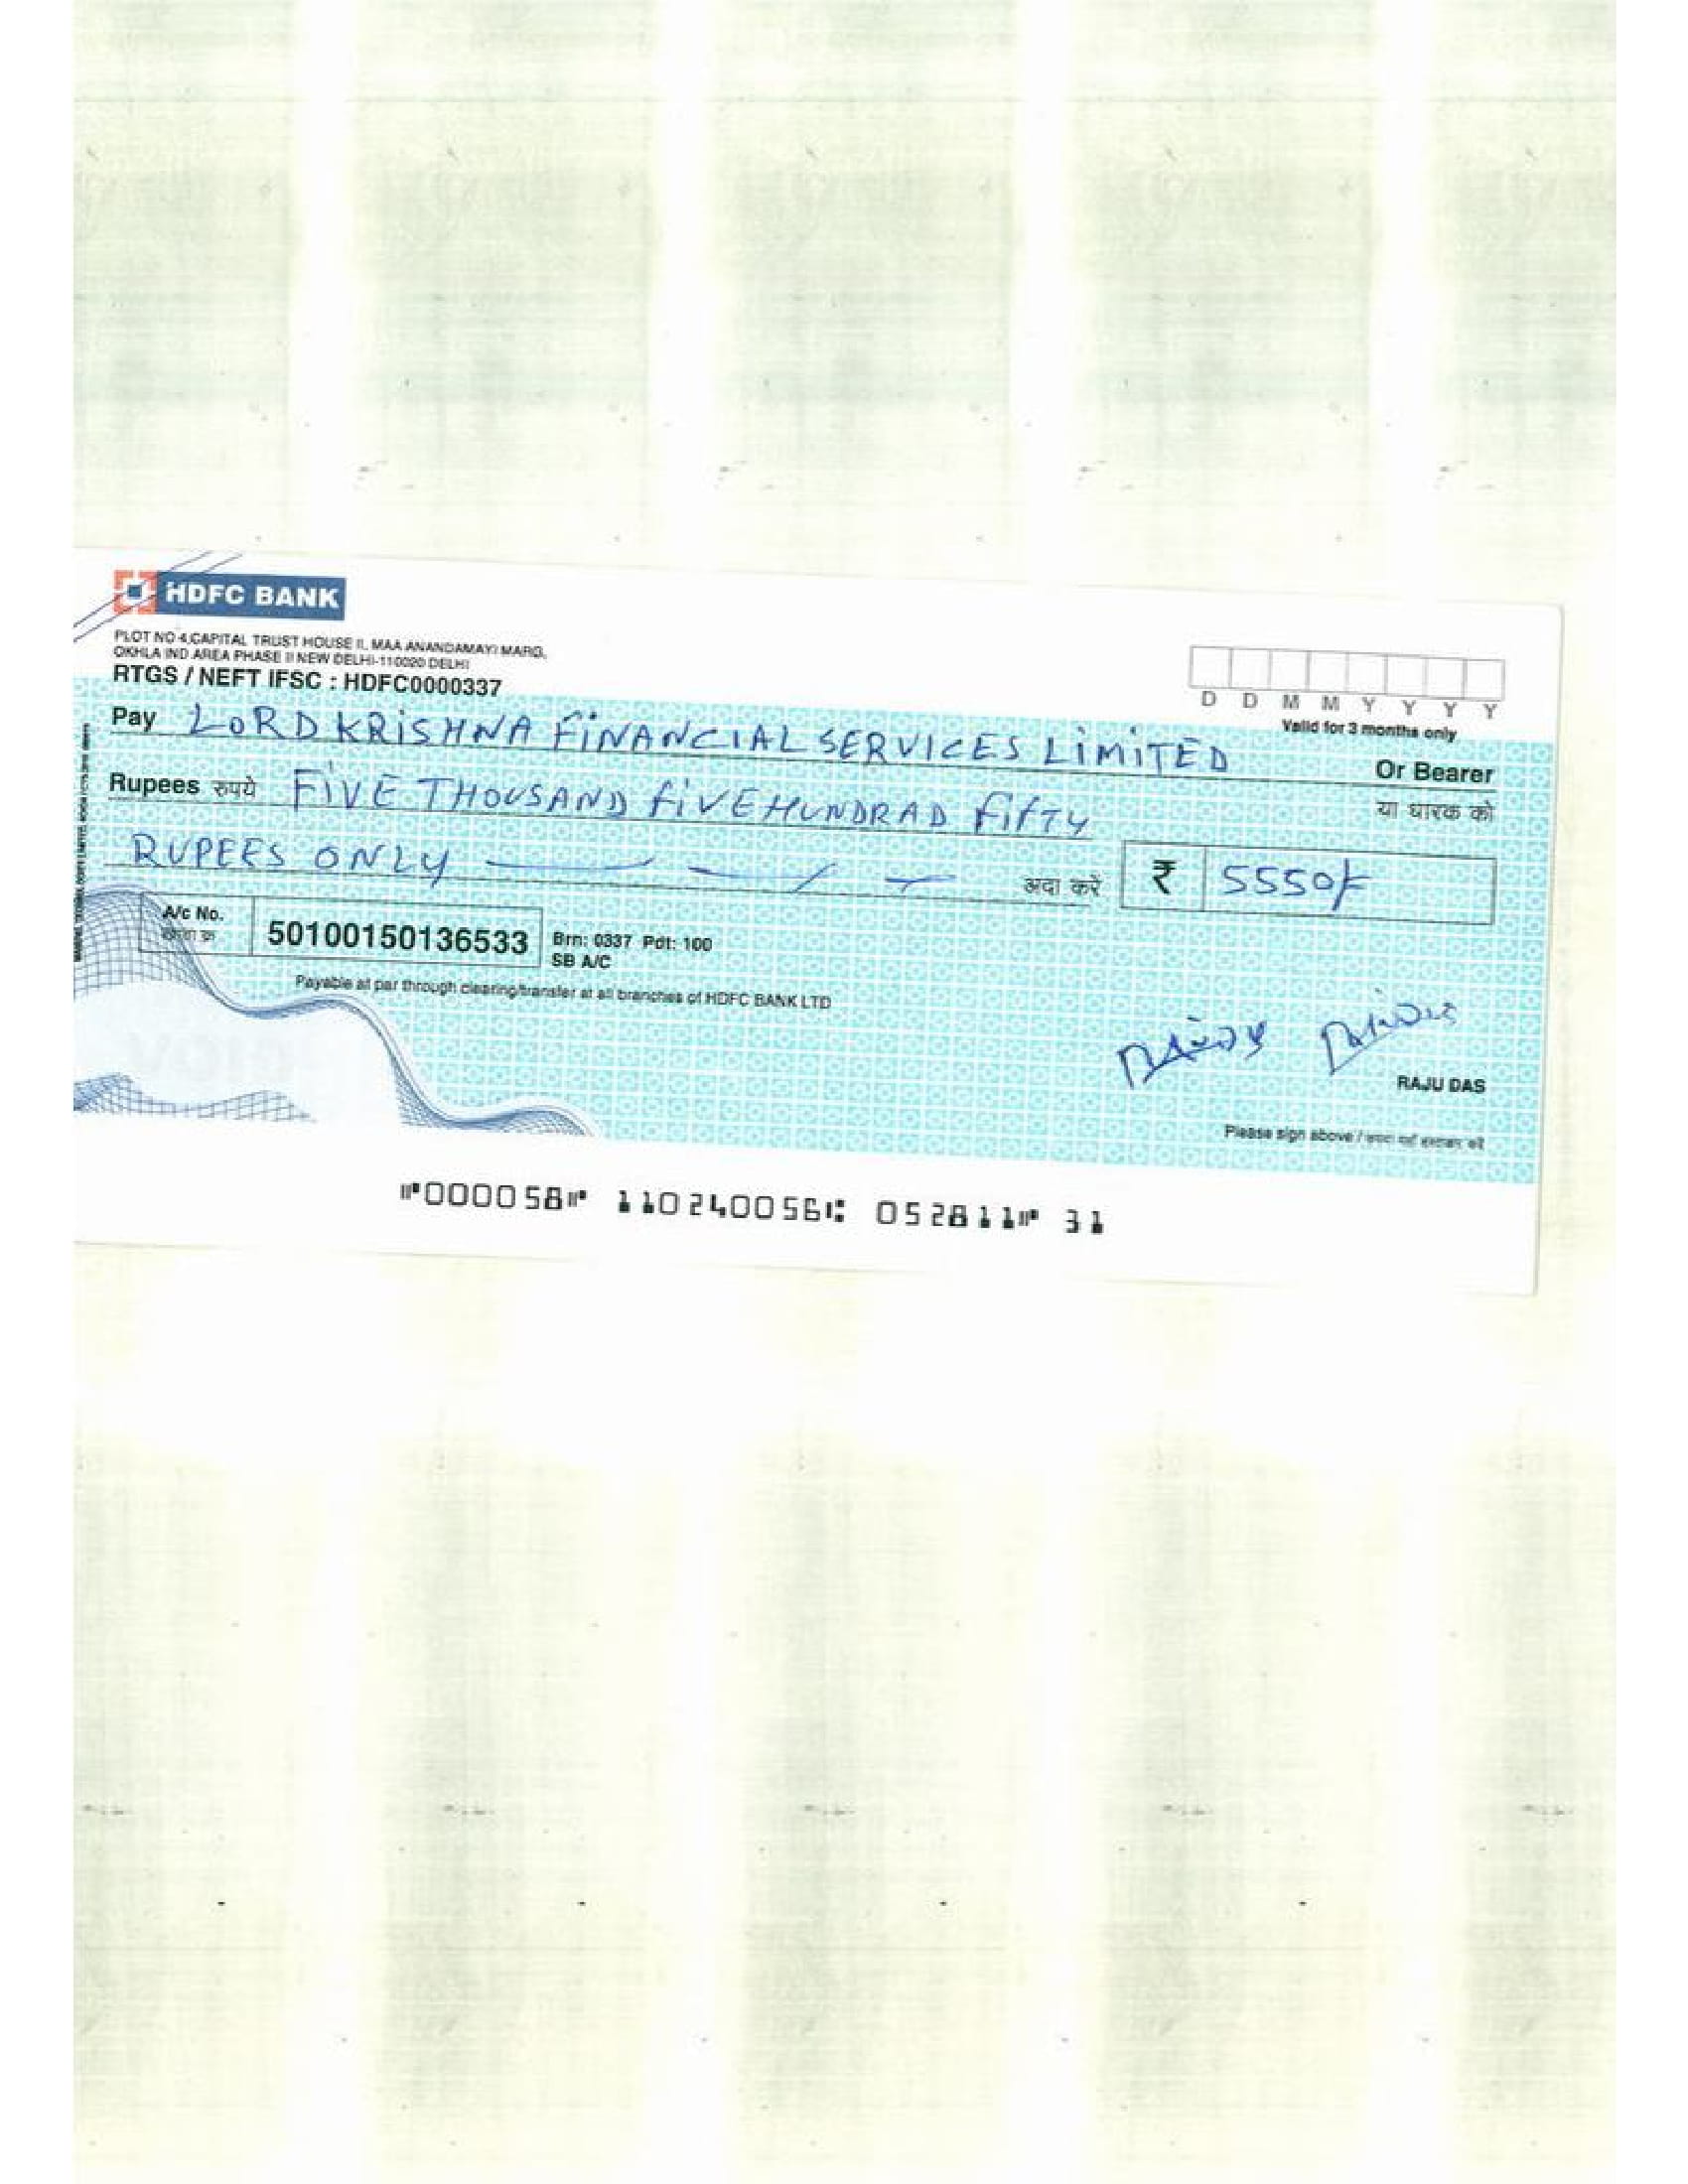 HDFC BANK
PLOT NO 4,CAPITAL TRUST HOUSE II, MAA ANANDAMAYI MARG,
OKHLA IND AREA PHASE II NEW DELHI-110020 DELHI
RTGS / NEFT IFSC : HDFC0000337
D D M M Y Y Y Y
Valid for 3 months only
Pay LORD KRISHNA FINANCIAL SERVICES LIMITED
Or Bearer
या धारक को
Rupees रुपये FIVE THOUSAND FIVE HUNDRAD FIFTY
RUPEES ONLY
अदा करें ₹ 5550/-
A/c No.
50100150136533 Brn: 0337 Pdt: 100
SB A/C
Payable at par through clearing/transfer at all branches of HDFC BANK LTD
RAJU DAS
Please sign above /
⑈000058⑈ 110240056⑆ 052811⑈ 31